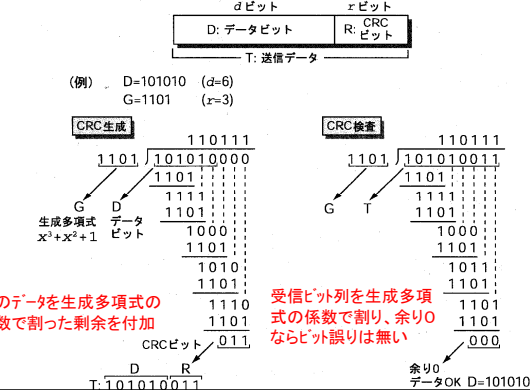 dビット rビット
D: データビット R: CRCビット
T: 送信データ
(例) D=101010 (d=6)
G=1101 (r=3)
CRC生成
110111
1101 101010000
1101
1111
1101
1000
1101
1010
1101
1110
1101
011
G D
生成多項式 データビット
x³+x²+1
のデータを生成多項式の
数で割った剰余を付加
CRCビット
D R
T: 101010011
CRC検査
110111
1101 101010011
1101
1111
1101
1000
1101
1011
1101
1101
1101
000
G T
受信ビット列を生成多項
式の係数で割り、余り0
ならビット誤りは無い
余り0
データOK D=101010